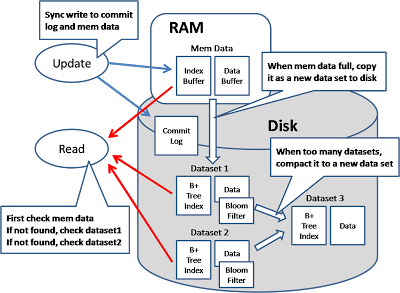 Sync write to commit
log and mem data
RAM
Mem Data
Update
Index
Buffer
Data
Buffer
When mem data full, copy
it as a new data set to disk
Commit
Log
Disk
Read
When too many datasets,
compact it to a new data set
Dataset 1
B+
Tree
Index
Data
Bloom
Filter
Dataset 3
B+
Tree
Index
Data
First check mem data
If not found, check dataset1
If not found, check dataset2
Dataset 2
B+
Tree
Index
Data
Bloom
Filter